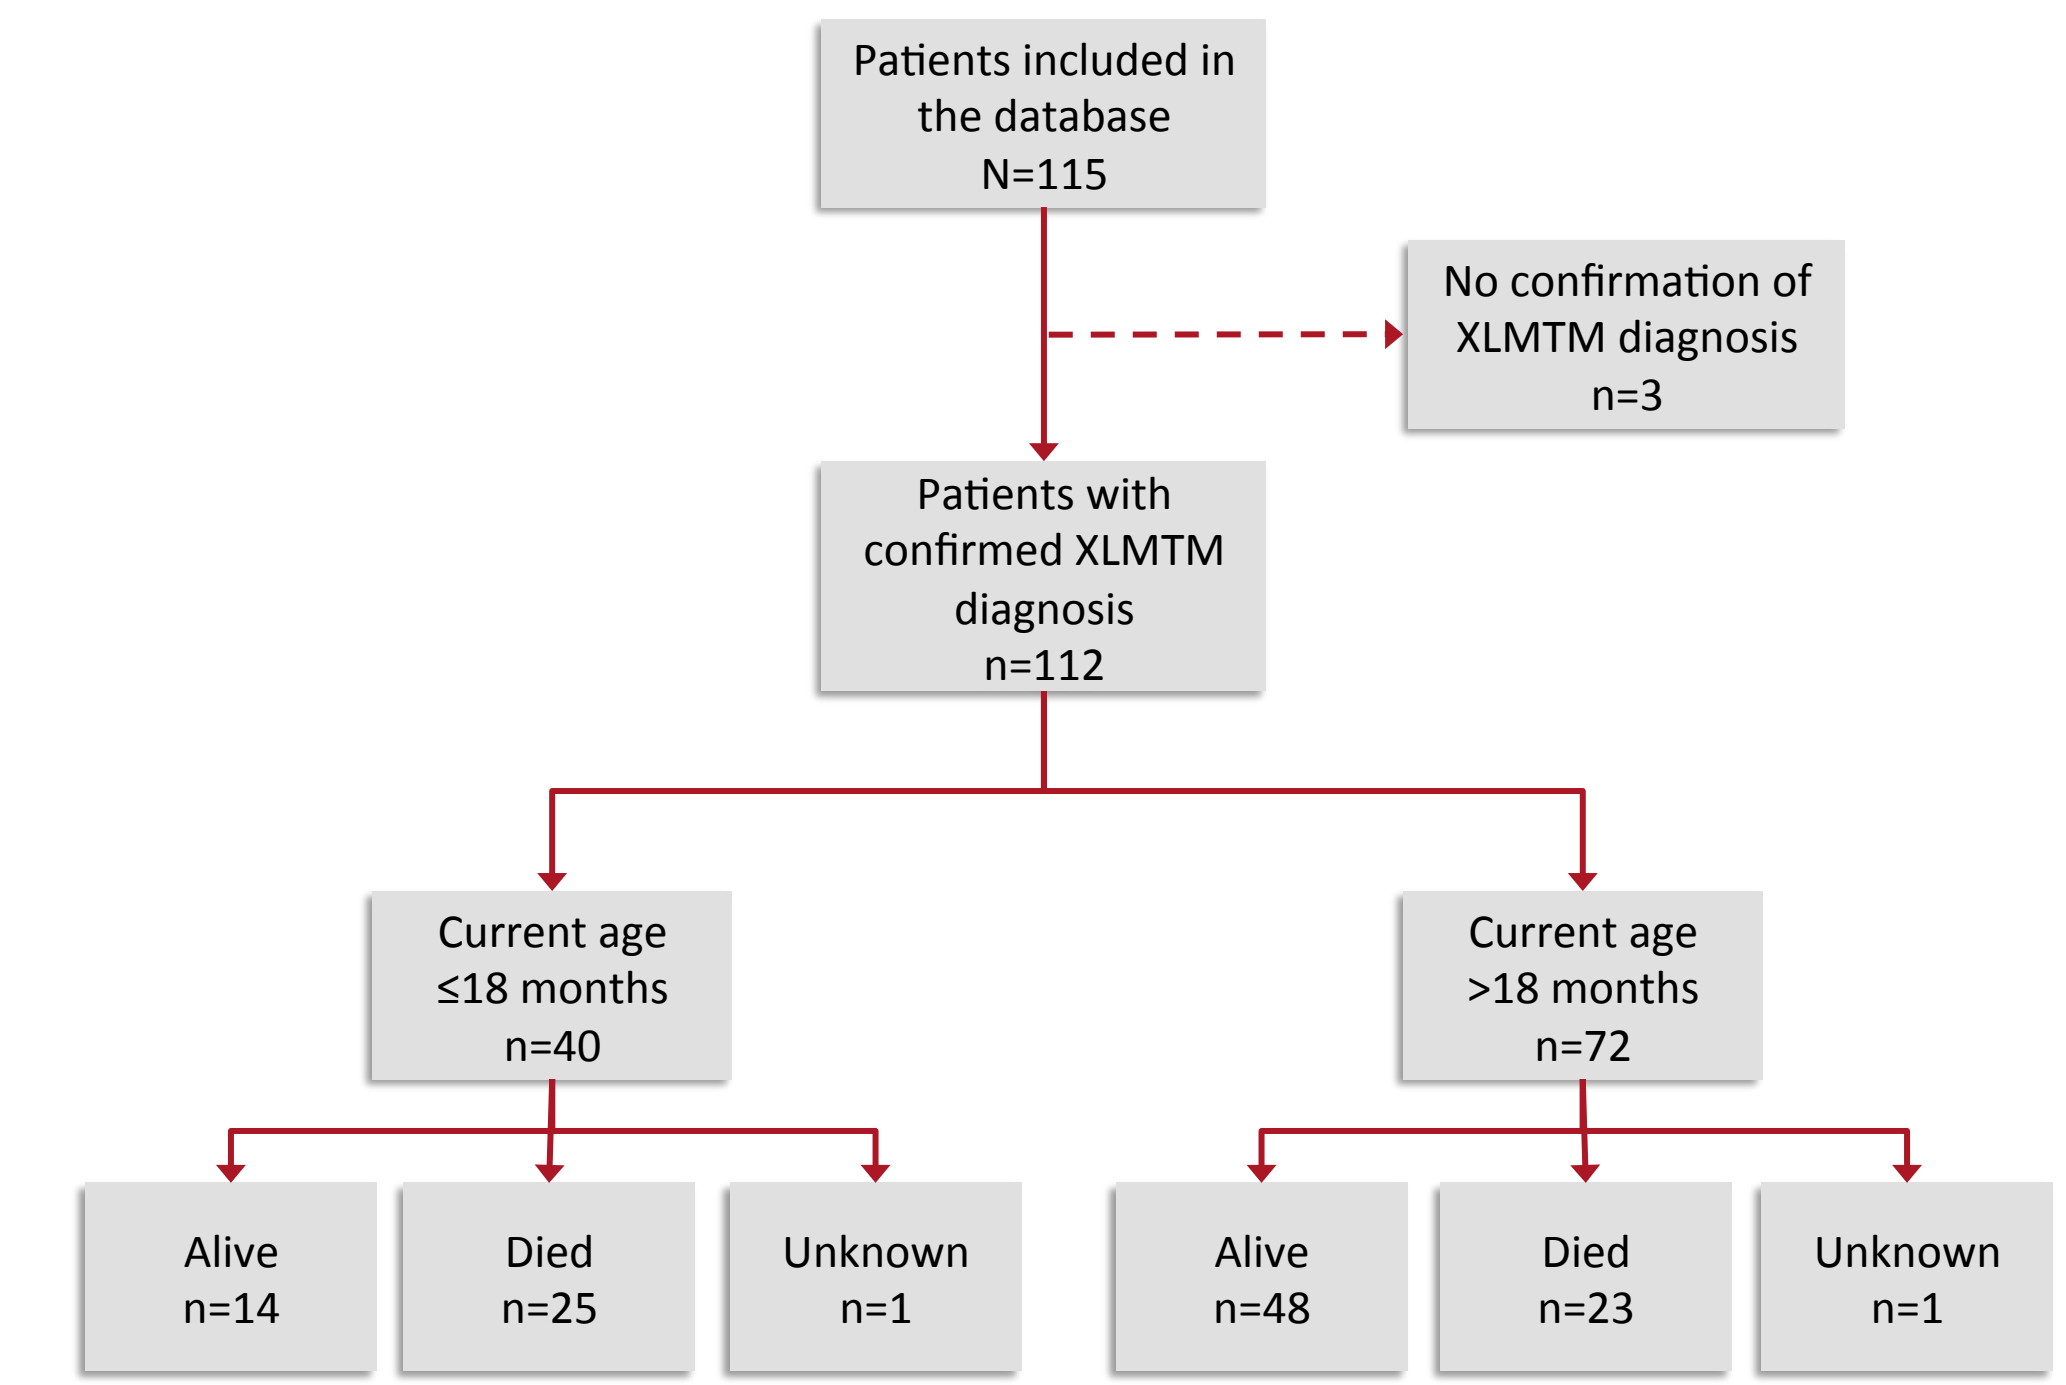 Patients included in
the database
N=115
No confirmation of
XLMTM diagnosis
n=3
Patients with
confirmed XLMTM
diagnosis
n=112
Current age
≤18 months
n=40
Current age
>18 months
n=72
Alive
n=14
Died
n=25
Unknown
n=1
Alive
n=48
Died
n=23
Unknown
n=1